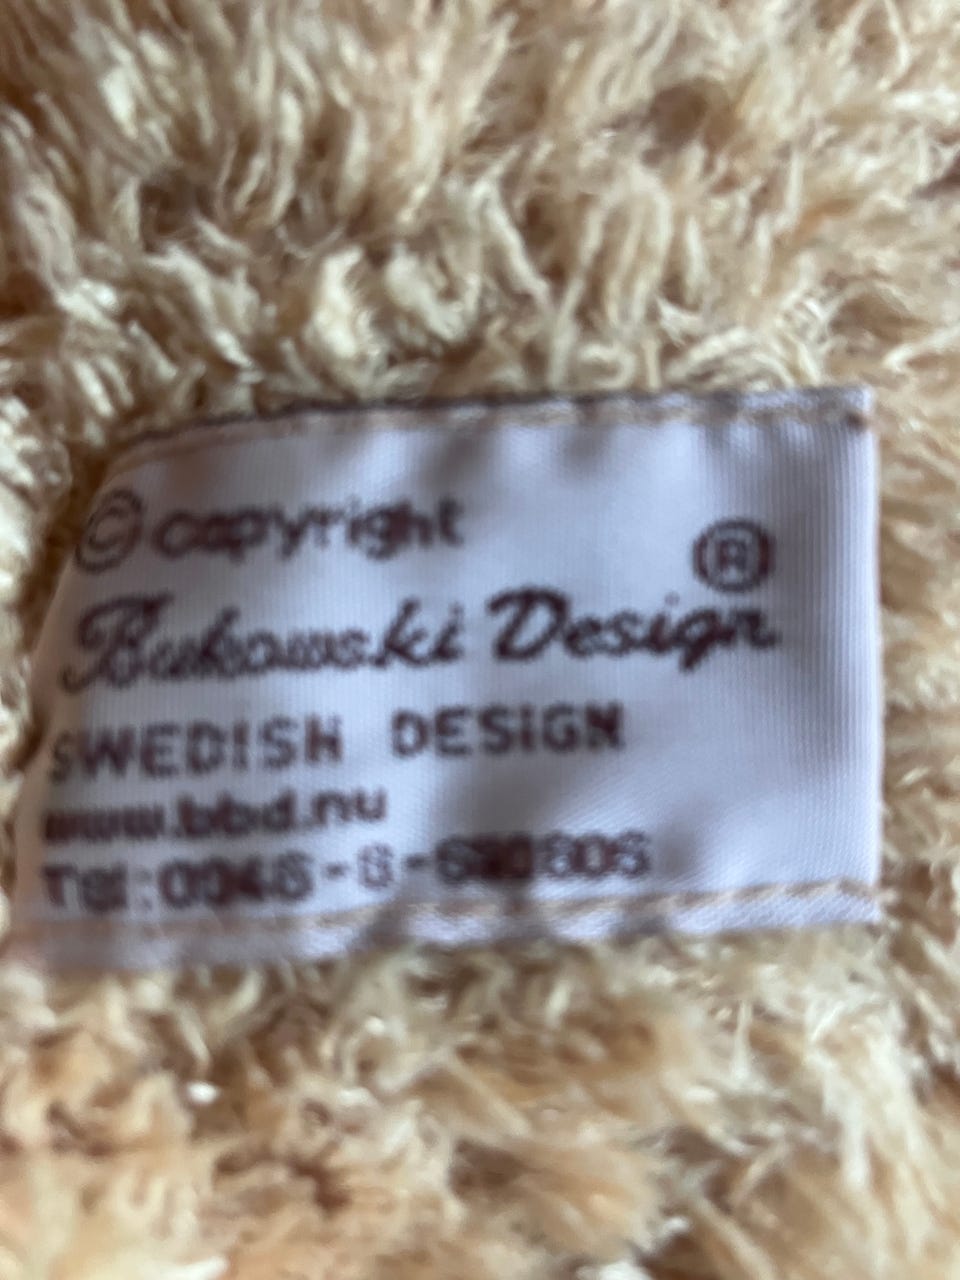 © copyright
®
Bukowski Design
SWEDISH DESIGN
www.bbd.nu
Tel:0046-8-